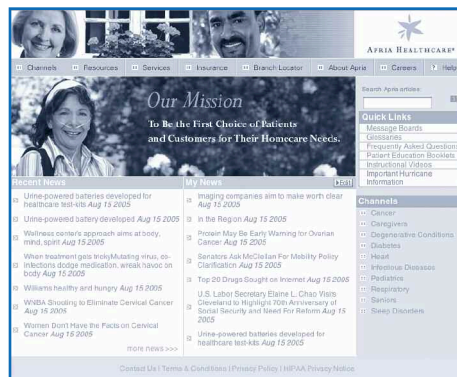 APRIA HEALTHCARE
Channels Resources Services Insurance Branch Locator About Apria Careers Help
Our Mission
To Be the First Choice of Patients
and Customers for Their Homecare Needs.
Search Apria articles:
Quick Links
Message Boards
Glossaries
Frequently Asked Questions
Patient Education Booklets
Instructional Videos
Important Hurricane
Information
Recent News
Urine-powered batteries developed for
healthcare test-kits Aug 15 2005
Urine-powered battery developed Aug 15 2005
Wellness center's approach aims at body,
mind, spirit Aug 15 2005
When treatment gets trickyMutating virus, co-
infections dodge medication, wreak havoc on
body Aug 15 2005
Williams healthy and hungry Aug 15 2005
WNBA Shooting to Eliminate Cervical Cancer
Aug 15 2005
Women Don't Have the Facts on Cervical
Cancer Aug 15 2005
more news >>>
My News
Edit
Imaging companies aim to make worth clear
Aug 15 2005
In the Region Aug 15 2005
Protein May Be Early Warning for Ovarian
Cancer Aug 15 2005
Senators Ask McClellan For Mobility Policy
Clarification Aug 15 2005
Top 20 Drugs Sought on Internet Aug 15 2005
U.S. Labor Secretary Elaine L. Chao Visits
Cleveland to Highlight 70th Anniversary of
Social Security and Need For Reform Aug 15
2005
Urine-powered batteries developed for
healthcare test-kits Aug 15 2005
Channels
Cancer
Caregivers
Degenerative Conditions
Diabetes
Heart
Infectious Diseases
Pediatrics
Respiratory
Seniors
Sleep Disorders
Contact Us | Terms & Conditions | Privacy Policy | HIPAA Privacy Notice